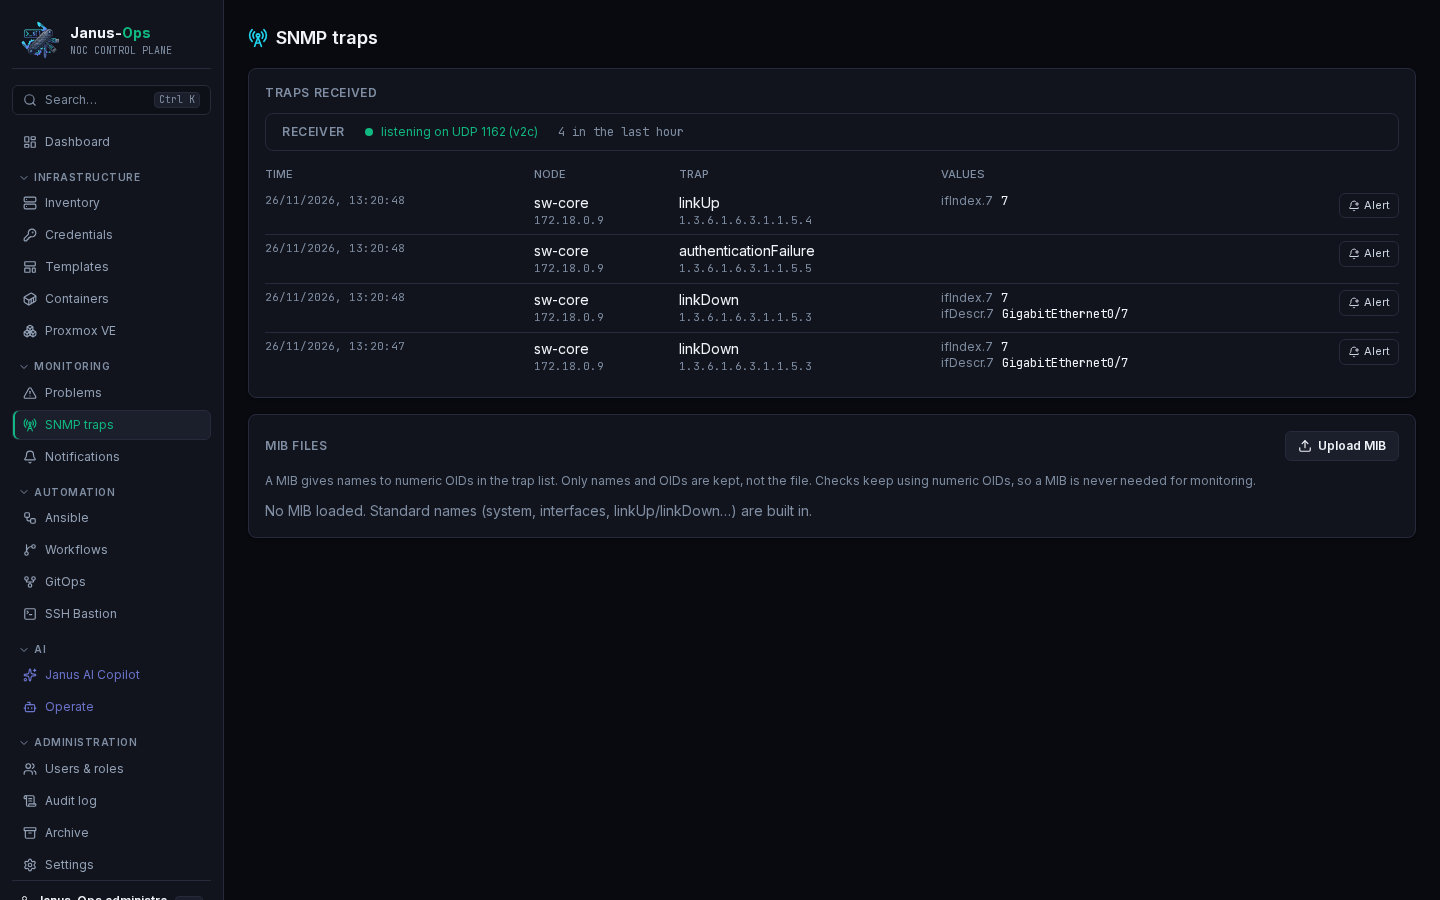 Janus-Ops
NOC CONTROL PLANE
Search…
Ctrl K
Dashboard
INFRASTRUCTURE
Inventory
Credentials
Templates
Containers
Proxmox VE
MONITORING
Problems
SNMP traps
Notifications
AUTOMATION
Ansible
Workflows
GitOps
SSH Bastion
AI
Janus AI Copilot
Operate
ADMINISTRATION
Users & roles
Audit log
Archive
Settings
Janus-Ops administra
SNMP traps
TRAPS RECEIVED
RECEIVER listening on UDP 1162 (v2c) 4 in the last hour
TIME NODE TRAP VALUES
26/11/2026, 13:20:48 sw-core linkUp ifIndex.7 7 Alert
172.18.0.9 1.3.6.1.6.3.1.1.5.4
26/11/2026, 13:20:48 sw-core authenticationFailure Alert
172.18.0.9 1.3.6.1.6.3.1.1.5.5
26/11/2026, 13:20:48 sw-core linkDown ifIndex.7 7 Alert
172.18.0.9 1.3.6.1.6.3.1.1.5.3 ifDescr.7 GigabitEthernet0/7
26/11/2026, 13:20:47 sw-core linkDown ifIndex.7 7 Alert
172.18.0.9 1.3.6.1.6.3.1.1.5.3 ifDescr.7 GigabitEthernet0/7
MIB FILES
Upload MIB
A MIB gives names to numeric OIDs in the trap list. Only names and OIDs are kept, not the file. Checks keep using numeric OIDs, so a MIB is never needed for monitoring.
No MIB loaded. Standard names (system, interfaces, linkUp/linkDown…) are built in.